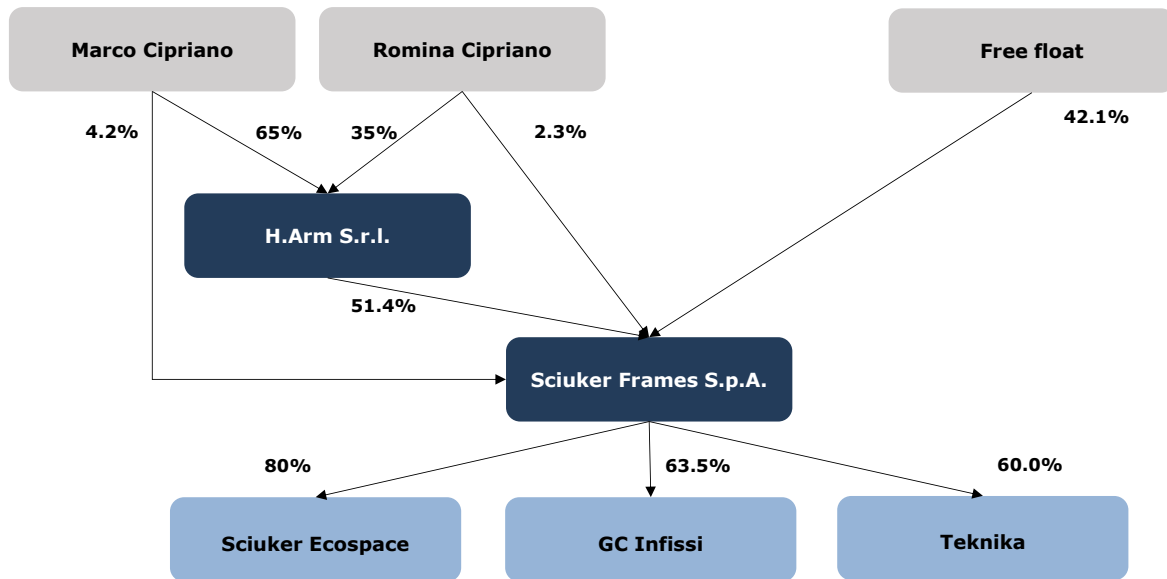 Marco Cipriano
Romina Cipriano
Free float
4.2%
65%
35%
2.3%
42.1%
H.Arm S.r.l.
51.4%
Sciuker Frames S.p.A.
80%
63.5%
60.0%
Sciuker Ecospace
GC Infissi
Teknika